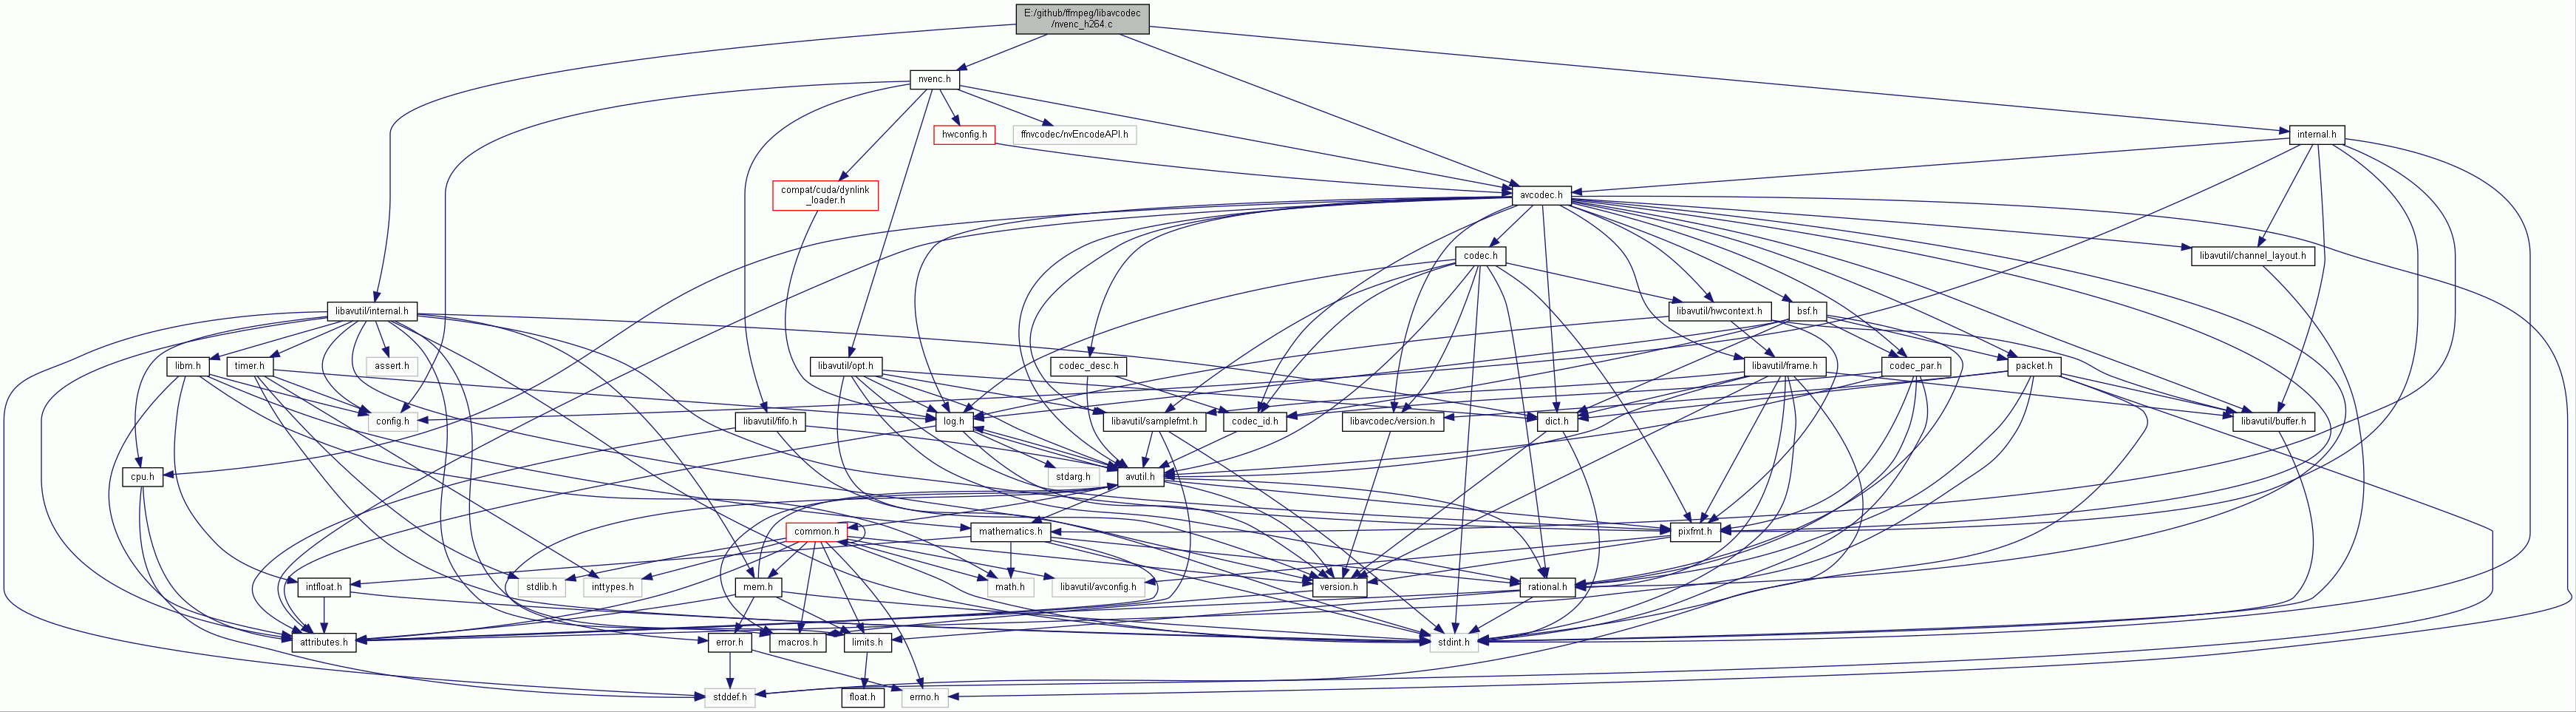 E:/github/ffmpeg/libavcodec
/nvenc_h264.c
nvenc.h
hwconfig.h
ffnvcodec/nvEncodeAPI.h
internal.h
compat/cuda/dynlink
_loader.h
avcodec.h
codec.h
libavutil/channel_layout.h
libavutil/internal.h
libavutil/hwcontext.h
bsf.h
libm.h
timer.h
assert.h
libavutil/opt.h
codec_desc.h
libavutil/frame.h
codec_par.h
packet.h
config.h
libavutil/fifo.h
log.h
libavutil/samplefmt.h
codec_id.h
libavcodec/version.h
dict.h
libavutil/buffer.h
cpu.h
stdarg.h
avutil.h
common.h
mathematics.h
pixfmt.h
intfloat.h
stdlib.h
inttypes.h
mem.h
math.h
libavutil/avconfig.h
version.h
rational.h
attributes.h
error.h
macros.h
limits.h
stdint.h
stddef.h
float.h
errno.h